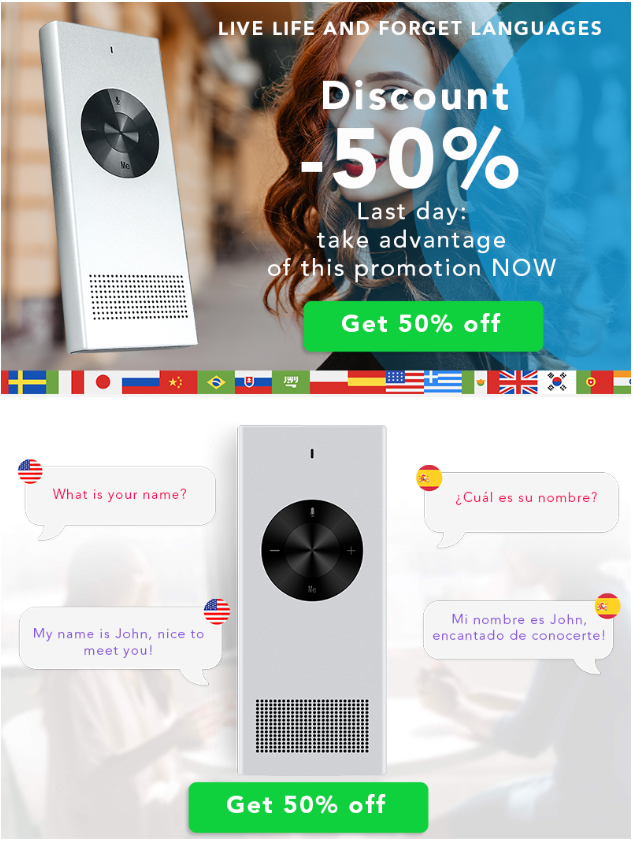 LIVE LIFE AND FORGET LANGUAGES
Discount
-50%
Last day:
take advantage
of this promotion NOW
Me
Get 50% off
What is your name?
¿Cuál es su nombre?
Me
My name is John, nice to
meet you!
Mi nombre es John,
encantado de conocerte!
Get 50% off